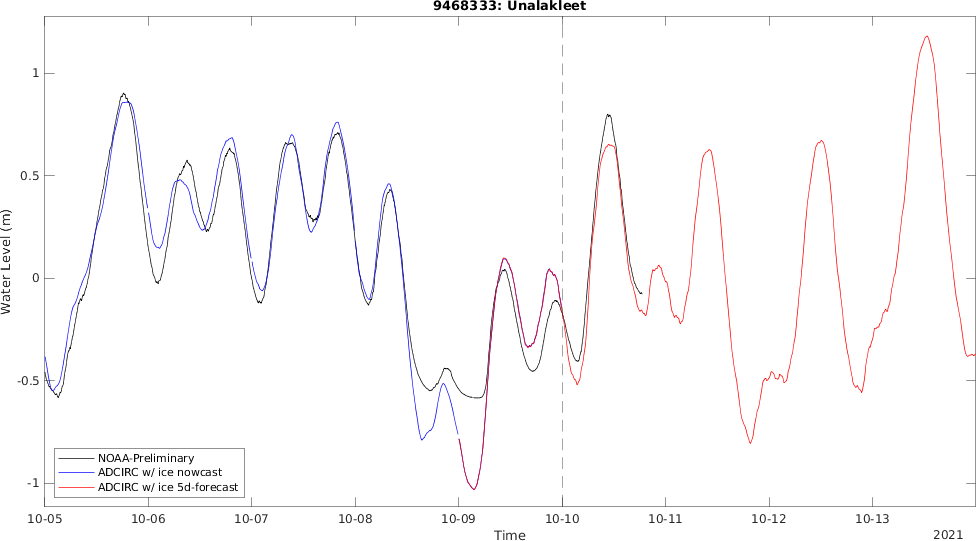 9468333: Unalakleet
Water Level (m)
1
0.5
0
-0.5
-1
NOAA-Preliminary
ADCIRC w/ ice nowcast
ADCIRC w/ ice 5d-forecast
10-05 10-06 10-07 10-08 10-09 10-10 10-11 10-12 10-13
Time
2021